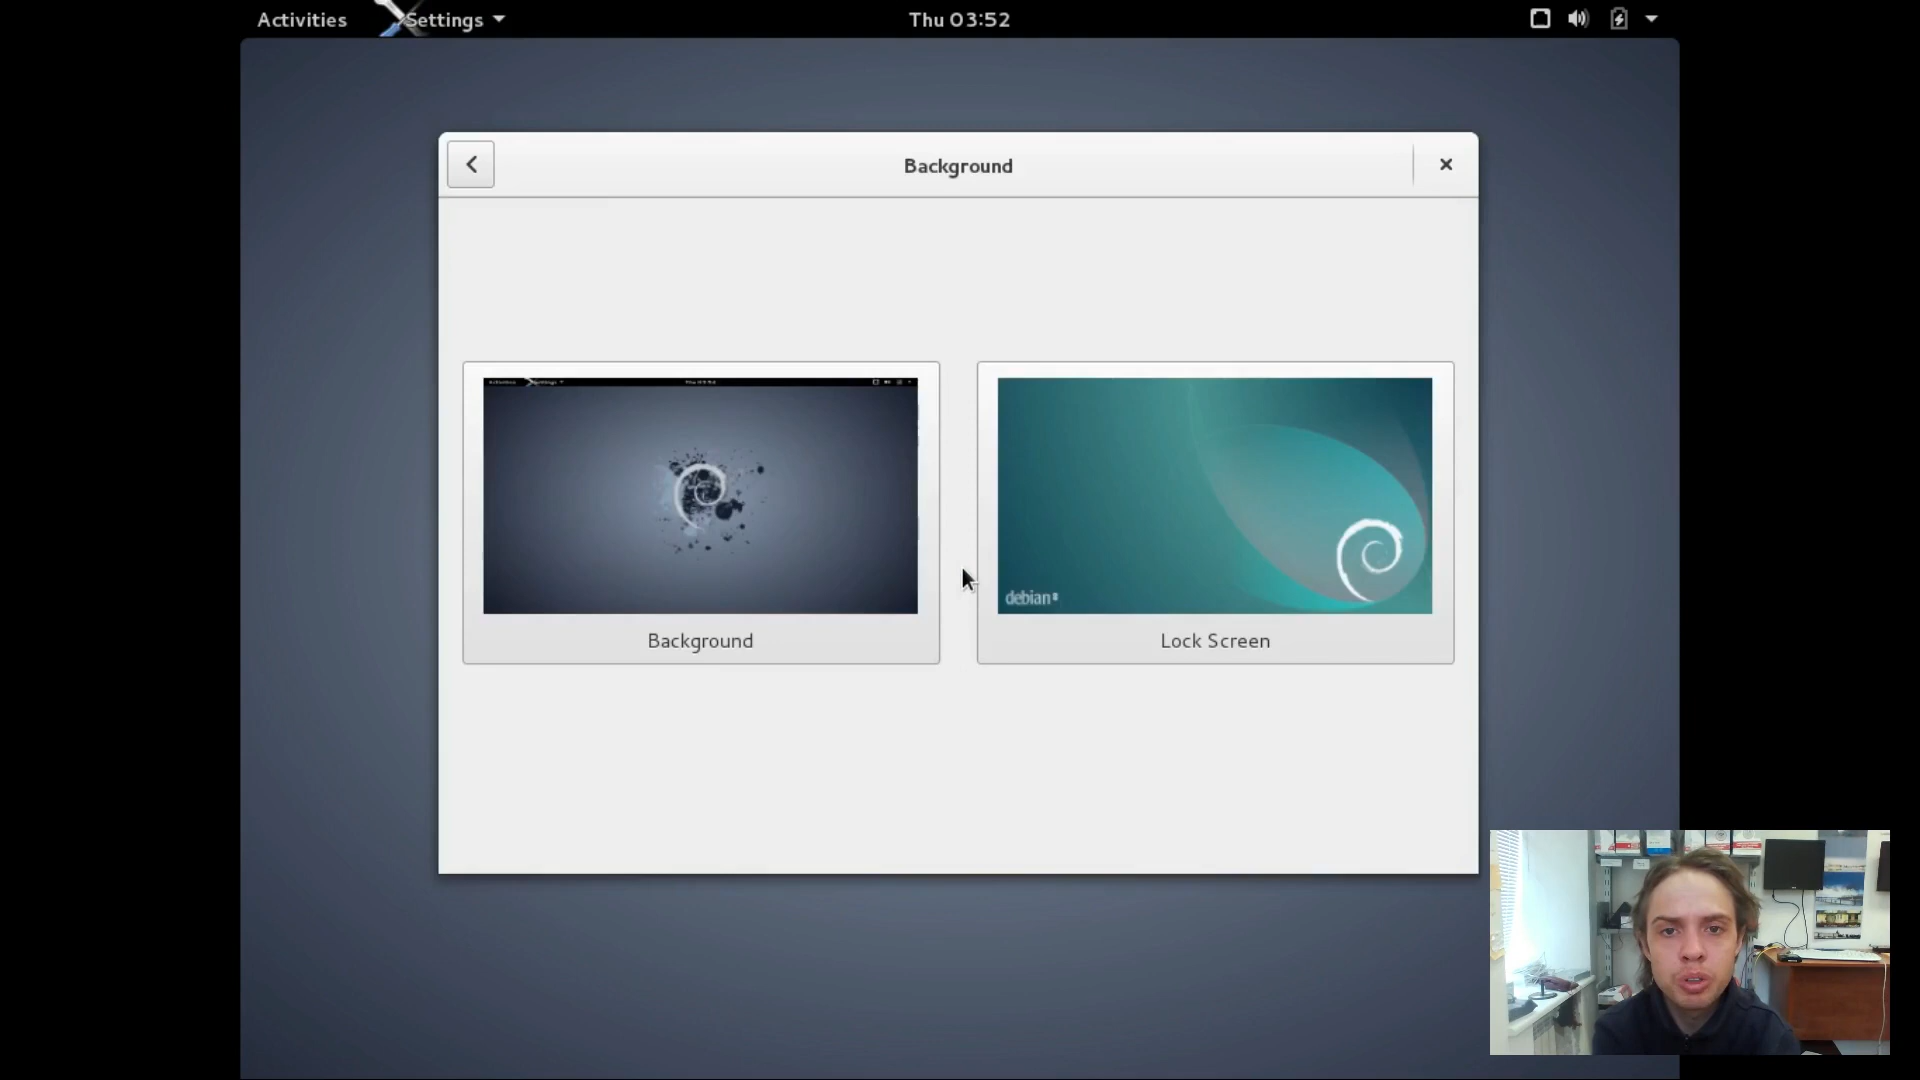 Activities
Settings
Thu 03:52
Background
Background
Lock Screen
debian